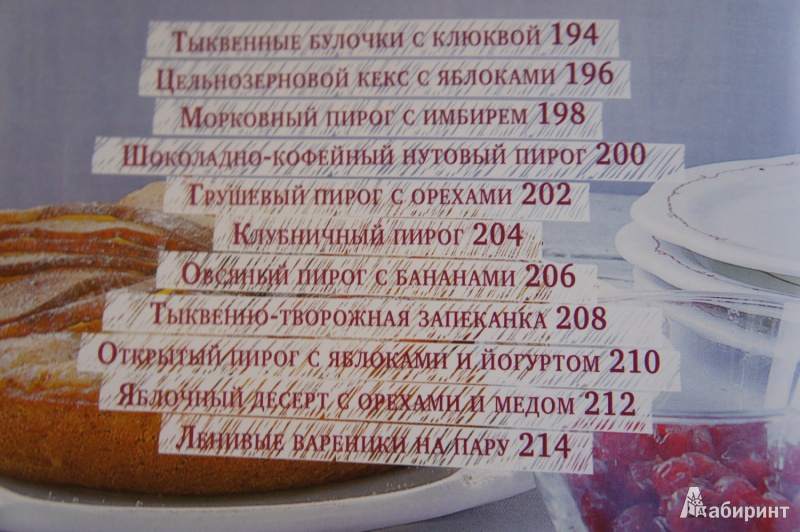 Тыквенные булочки с клюквой 194
Цельнозерновой кекс с яблоками 196
Морковный пирог с имбирем 198
Шоколадно-кофейный нутовый пирог 200
Грушевый пирог с орехами 202
Клубничный пирог 204
Овсяный пирог с бананами 206
Тыквенно-творожная запеканка 208
Открытый пирог с яблоками и йогуртом 210
Яблочный десерт с орехами и медом 212
Ленивые вареники на пару 214
Лабиринт